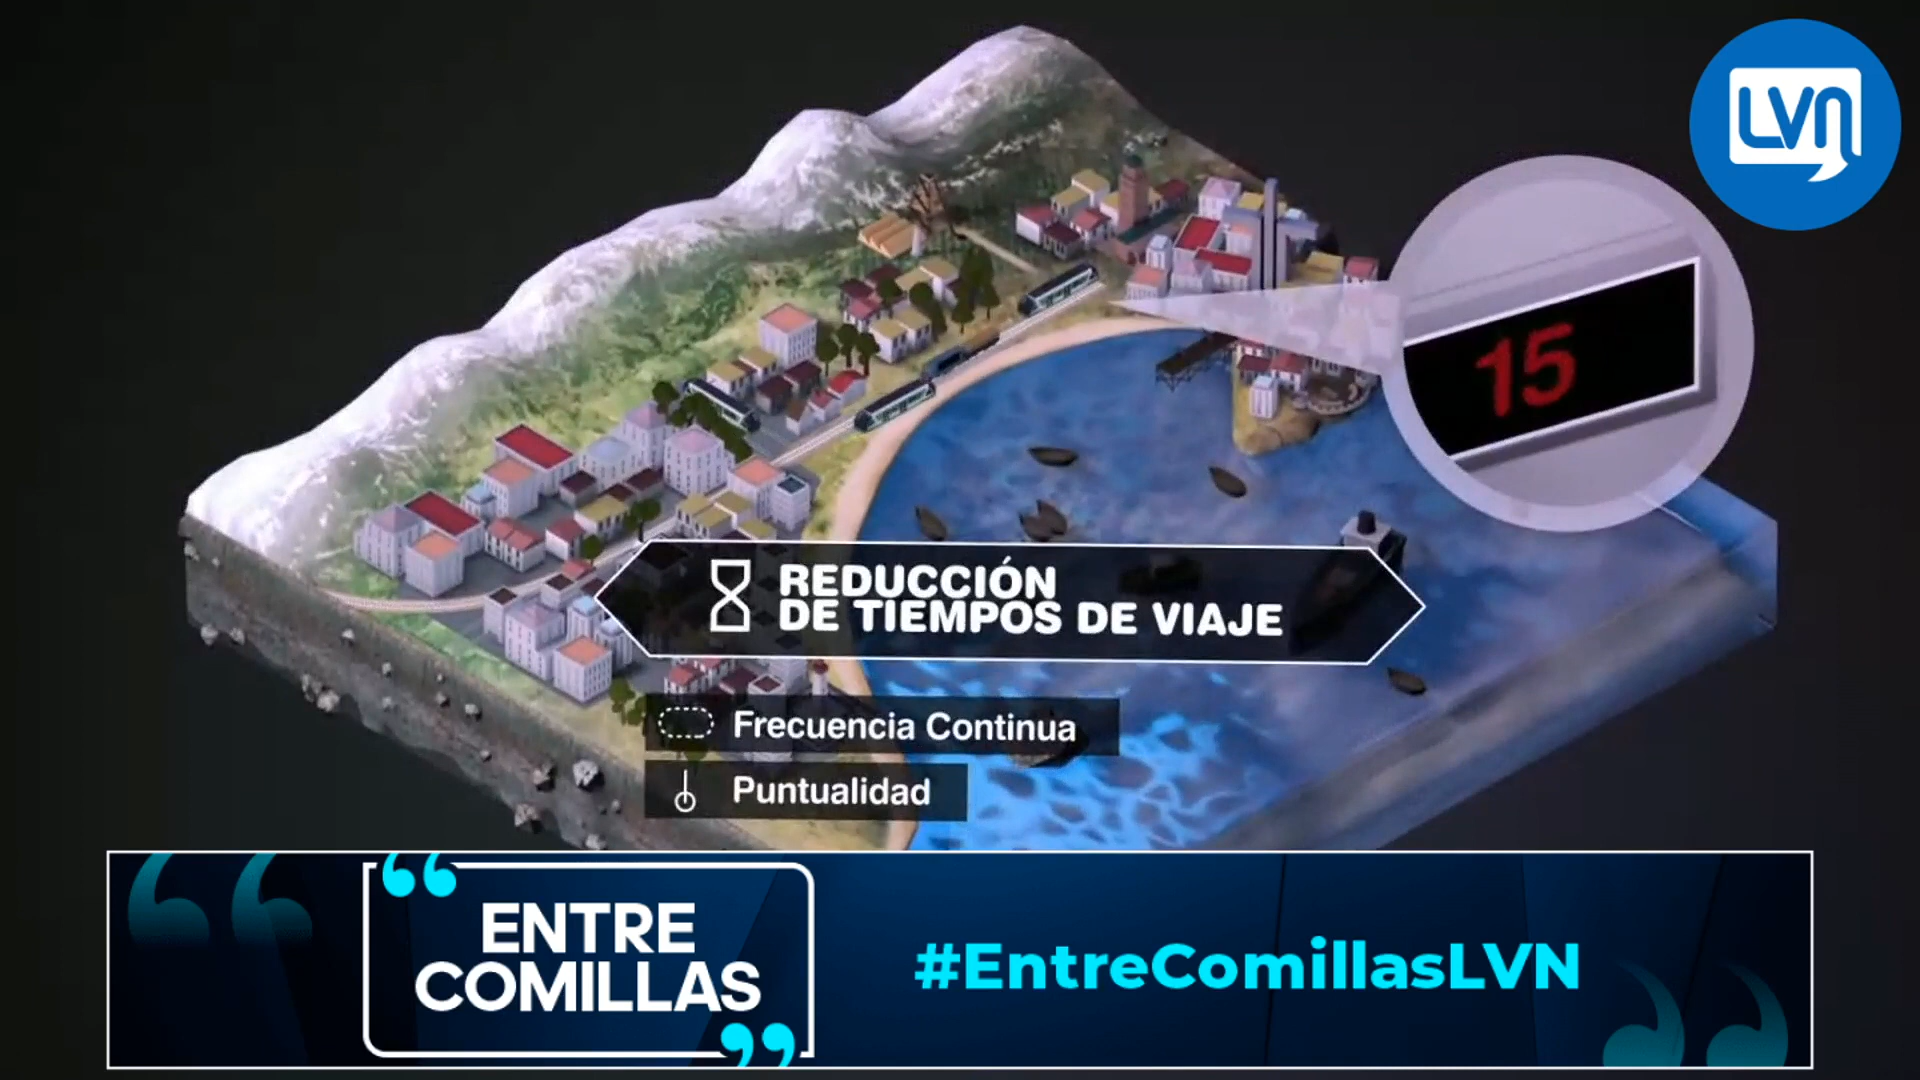 LVN
15
REDUCCIÓN
DE TIEMPOS DE VIAJE
Frecuencia Continua
Puntualidad
ENTRE
COMILLAS
#EntreComillasLVN